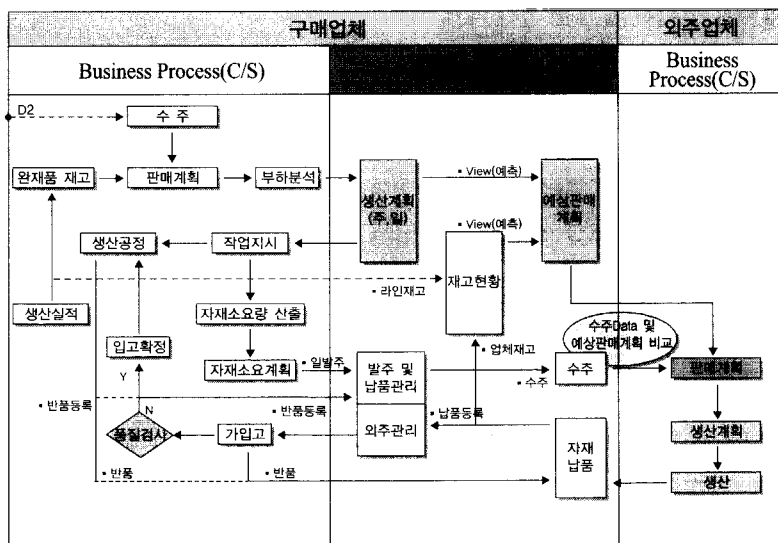 구매업체
외주업체
Business Process(C/S)
Business
Process(C/S)
D2
수 주
완재품 재고
판매계획
부하분석
생산계획
(주,일)
▪ View(예측)
예상판매
계획
▪ View(예측)
생산공정
작업지시
재고현황
▪ 라인재고
생산실적
자재소요량 산출
수주Data 및
예상판매계획 비교
입고확정
▪ 업체재고
자재소요계획
▪ 일발주
발주 및
납품관리
수주
▪ 수주
판매계획
Y
N
▪ 반품등록
▪ 반품등록
▪ 납품등록
품질검사
가입고
외주관리
자재
납품
생산계획
▪ 반품
▪ 반품
생산